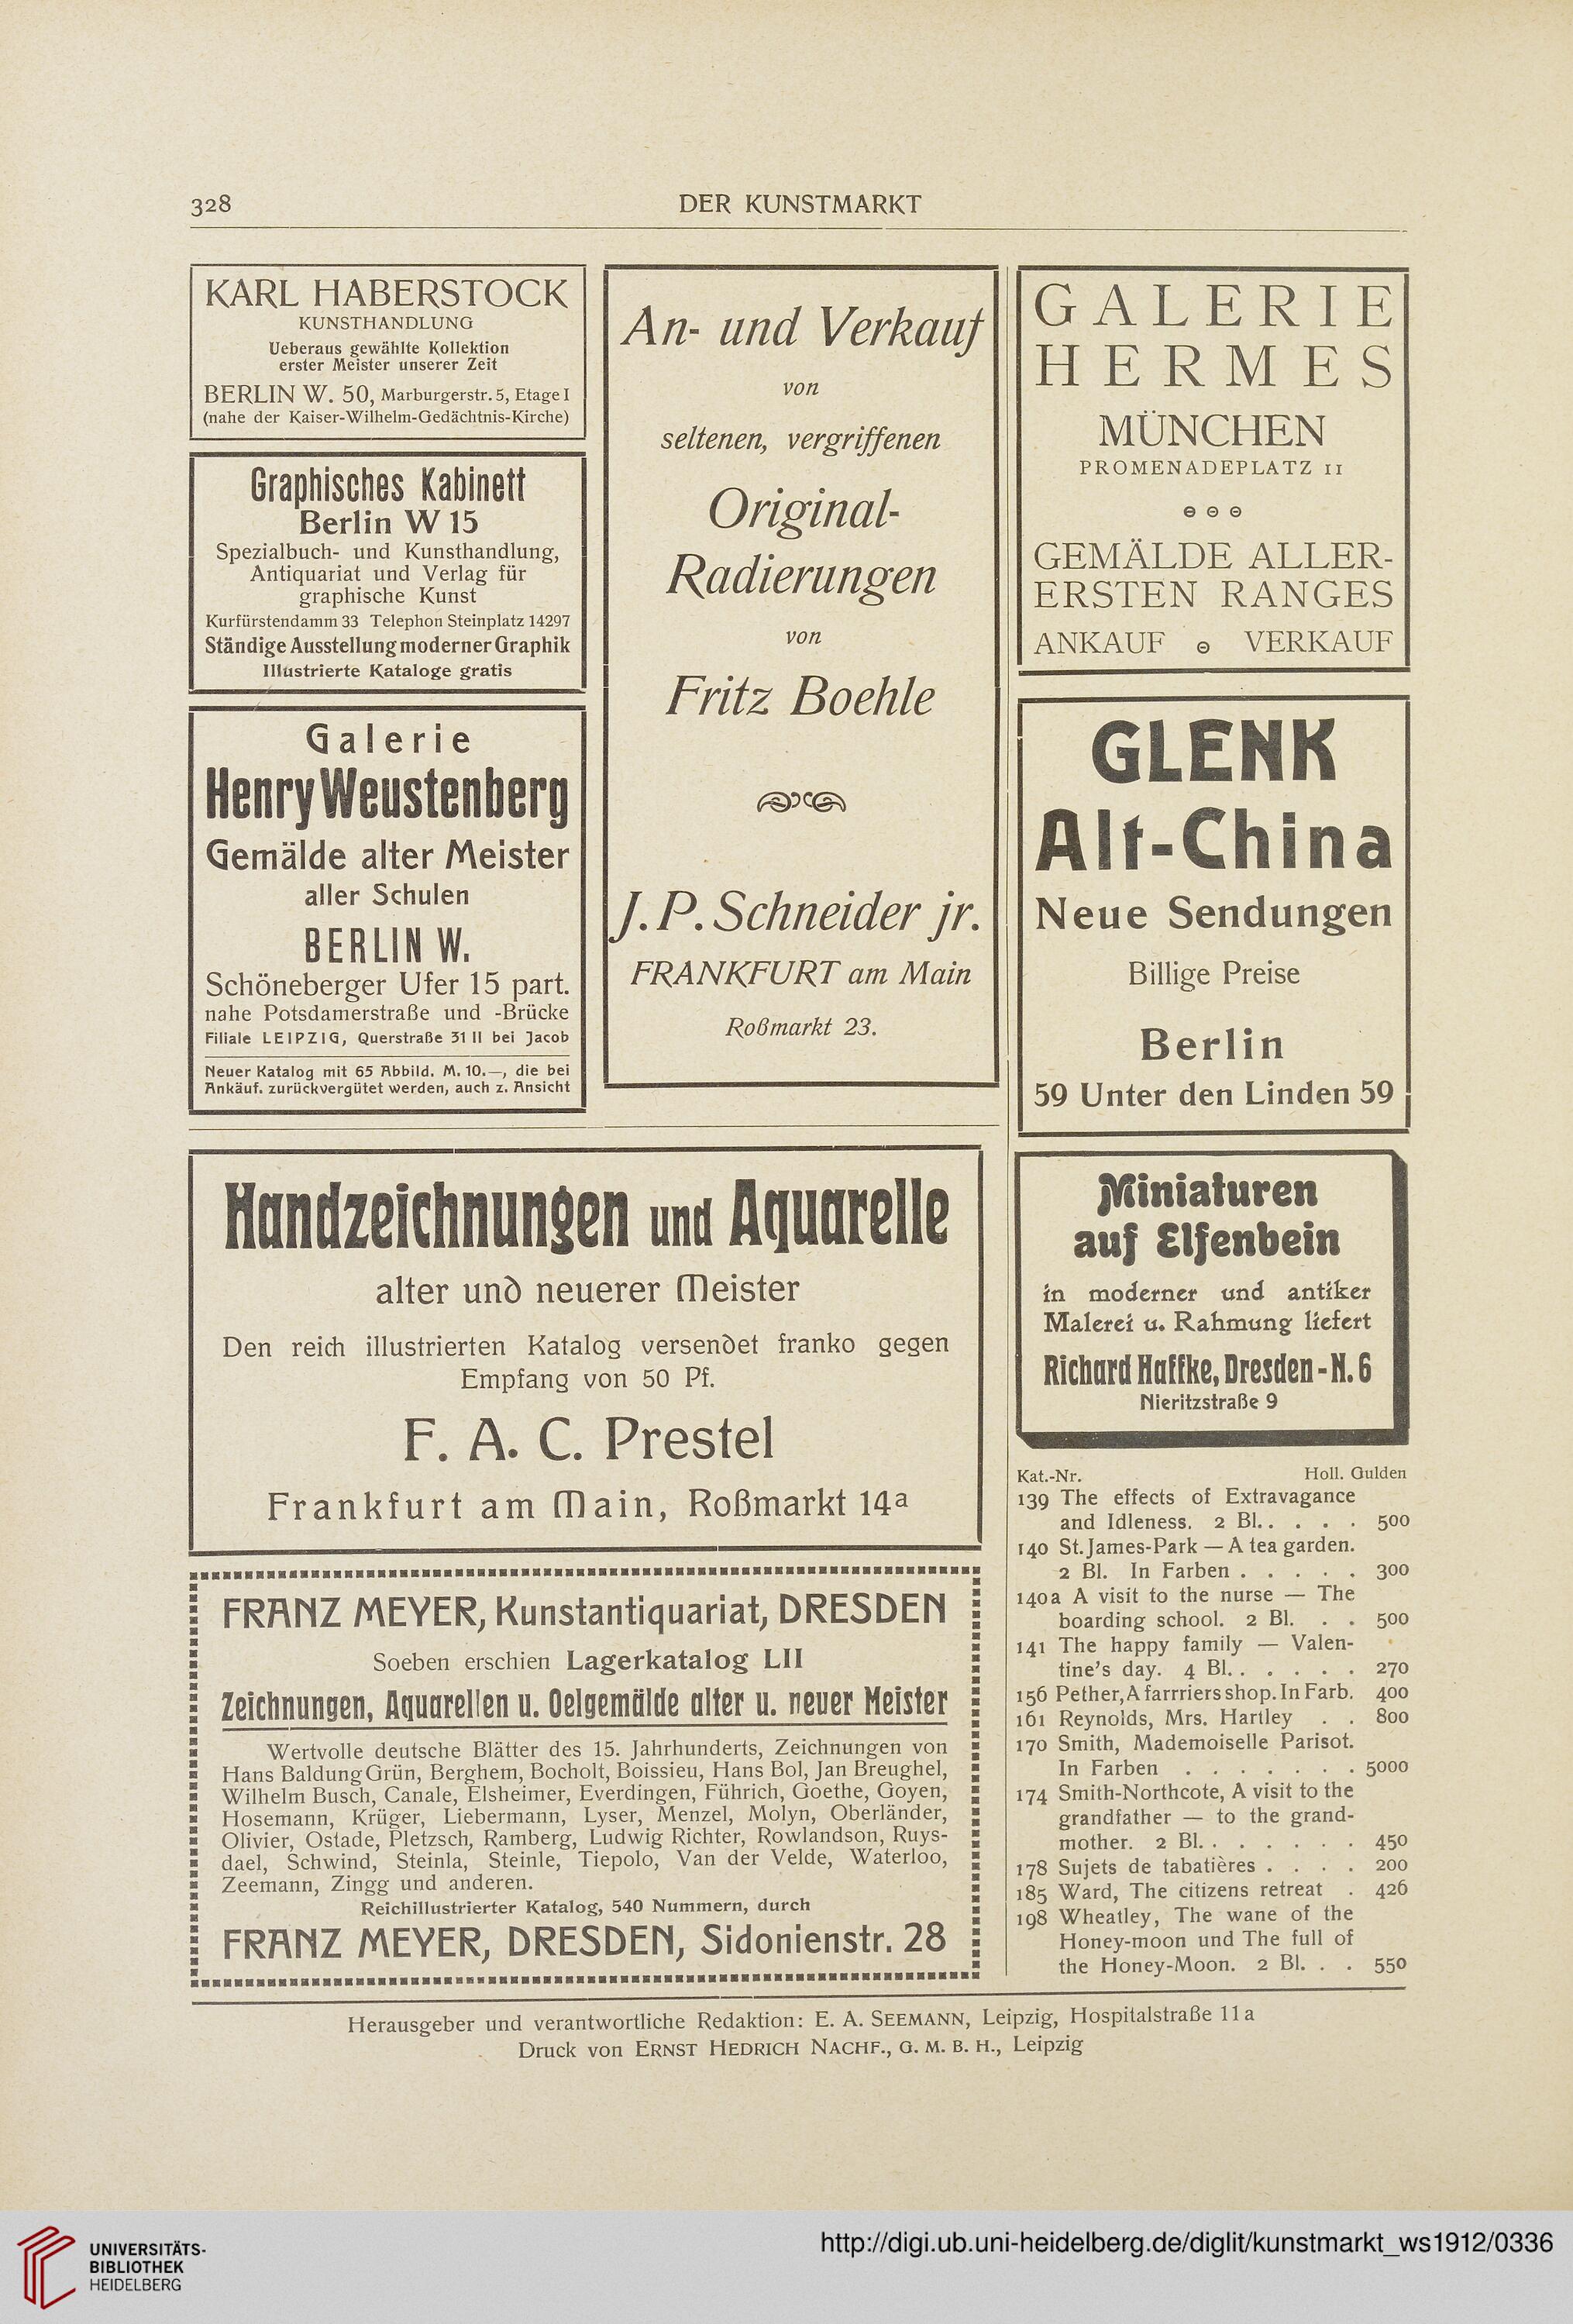 328
DER KUNSTMARKT
KARL HABERSTOCK
KUNSTHANDLUNG
Ueberaus gewählte Kollektion
erster Meister unserer Zeit
BERLIN W. 50, Marburgerstr. 5, Etage I
(nahe der Kaiser-Wilhelm-Gedächtnis-Kirche)
Graphisches Kabinett
Berlin W 15
Spezialbuch- und Kunsthandlung,
Antiquariat und Verlag für
graphische Kunst
Kurfürstendamm 33 Telephon Steinplatz 14297
Ständige Ausstellung moderner Graphik
Illustrierte Kataloge gratis
Galerie
Henry Weustenberg
Gemälde alter Meister
aller Schulen
BERLIN W.
Schöneberger Ufer 15 part.
nahe Potsdamerstraße und -Brücke
Filiale LEIPZIG, Querstraße 31 II bei Jacob
Neuer Katalog mit 65 Abbild. M. 10.—, die bei
Ankäuf. zurückvergütet werden, auch z. Ansicht
An- und Verkauf
von
seltenen, vergriffenen
Original-
Radierungen
von
Fritz Boehle
J. P. Schneider jr.
FRANKFURT am Main
Roßmarkt 23.
GALERIE
HERMES
MÜNCHEN
PROMENADEPLATZ 11
GEMÄLDE ALLER-
ERSTEN RANGES
ANKAUF VERKAUF
GLENK
Alt-China
Neue Sendungen
Billige Preise
Berlin
59 Unter den Linden 59
Handzeichnungen und Aquarelle
alter und neuerer Meister
Den reich illustrierten Katalog versendet franko gegen
Empfang von 50 Pf.
F. A. C. Prestel
Frankfurt am Main, Roßmarkt 14a
FRANZ MEYER, Kunstantiquariat, DRESDEN
Soeben erschien Lagerkatalog LII
Zeichnungen, Aquarellen u. Oelgemälde alter u. neuer Meister
Wertvolle deutsche Blätter des 15. Jahrhunderts, Zeichnungen von
Hans Baldung Grün, Berghem, Bocholt, Boissieu, Hans Bol, Jan Breughel,
Wilhelm Busch, Canale, Elsheimer, Everdingen, Führich, Goethe, Goyen,
Hosemann, Krüger, Liebermann, Lyser, Menzel, Molyn, Oberländer,
Olivier, Ostade, Pletzsch, Ramberg, Ludwig Richter, Rowlandson, Ruys-
dael, Schwind, Steinla, Steinle, Tiepolo, Van der Velde, Waterloo,
Zeemann, Zingg und anderen.
Reichillustrierter Katalog, 540 Nummern, durch
FRANZ MEYER, DRESDEN, Sidonienstr. 28
Miniaturen
auf Elfenbein
in moderner und antiker
Malerei u. Rahmung liefert
Richard Haffke, Dresden-N. 6
Nieritzstraße 9
Kat.-Nr. Holl. Gulden
139 The effects of Extravagance
and Idleness. 2 Bl. . . . . 500
140 St. James-Park — A tea garden.
2 Bl. In Farben . . . . . 300
140a A visit to the nurse — The
boarding school. 2 Bl. . . 500
141 The happy family — Valen-
tine's day. 4 Bl. . . . . . 270
156 Pether, A farrriers shop. In Farb. 400
161 Reynolds, Mrs. Hartley . . 800
170 Smith, Mademoiselle Parisot.
In Farben . . . . . . . 5000
174 Smith-Northcote, A visit to the
grandfather — to the grand-
mother. 2 Bl. . . . . . . 450
178 Sujets de tabatières . . . . 200
185 Ward, The citizens retreat . 426
198 Wheatley, The wane of the
Honey-moon und The full of
the Honey-Moon. 2 Bl. . . 550
Herausgeber und verantwortliche Redaktion: E. A. SEEMANN, Leipzig, Hospitalstraße 11a
Druck von ERNST HEDRICH NACHF., G. M. B. H., Leipzig
UNIVERSITÄTS-
BIBLIOTHEK
HEIDELBERG
http://digi.ub.uni-heidelberg.de/diglit/kunstmarkt_ws1912/0336